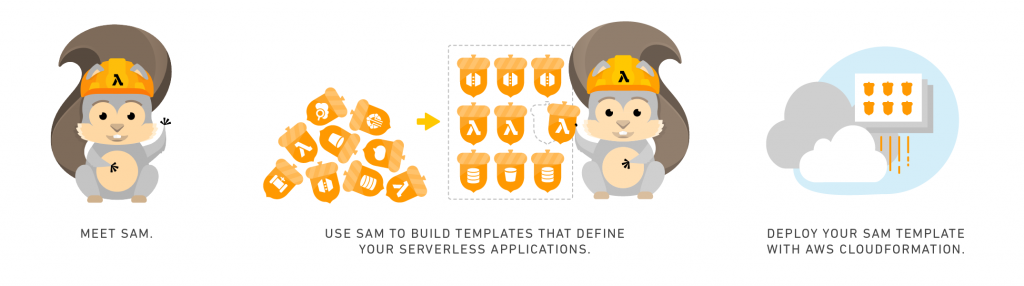 MEET SAM.
USE SAM TO BUILD TEMPLATES THAT DEFINE
YOUR SERVERLESS APPLICATIONS.
DEPLOY YOUR SAM TEMPLATE
WITH AWS CLOUDFORMATION.